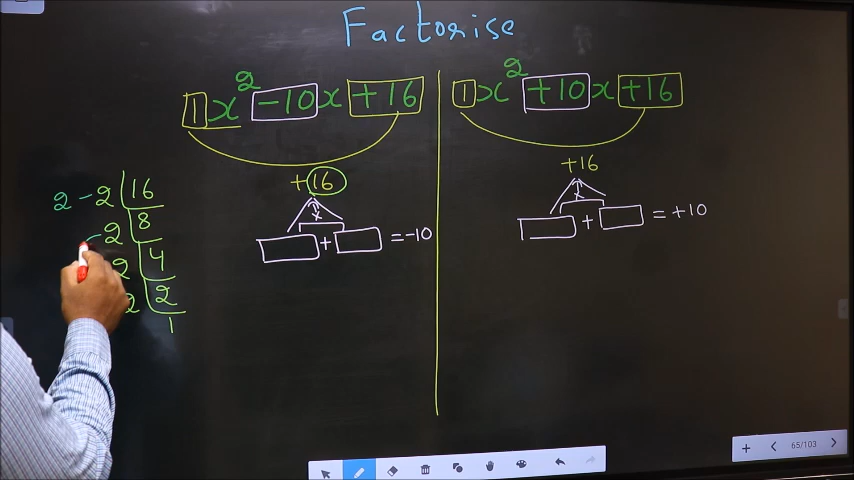 Factorise
1x² -10x +16
1x² +10x +16
+16
x
+ = -10
+16
x
+ = +10
2 - 2 | 16
2 | 8
2 | 4
2 | 2
1
65/103